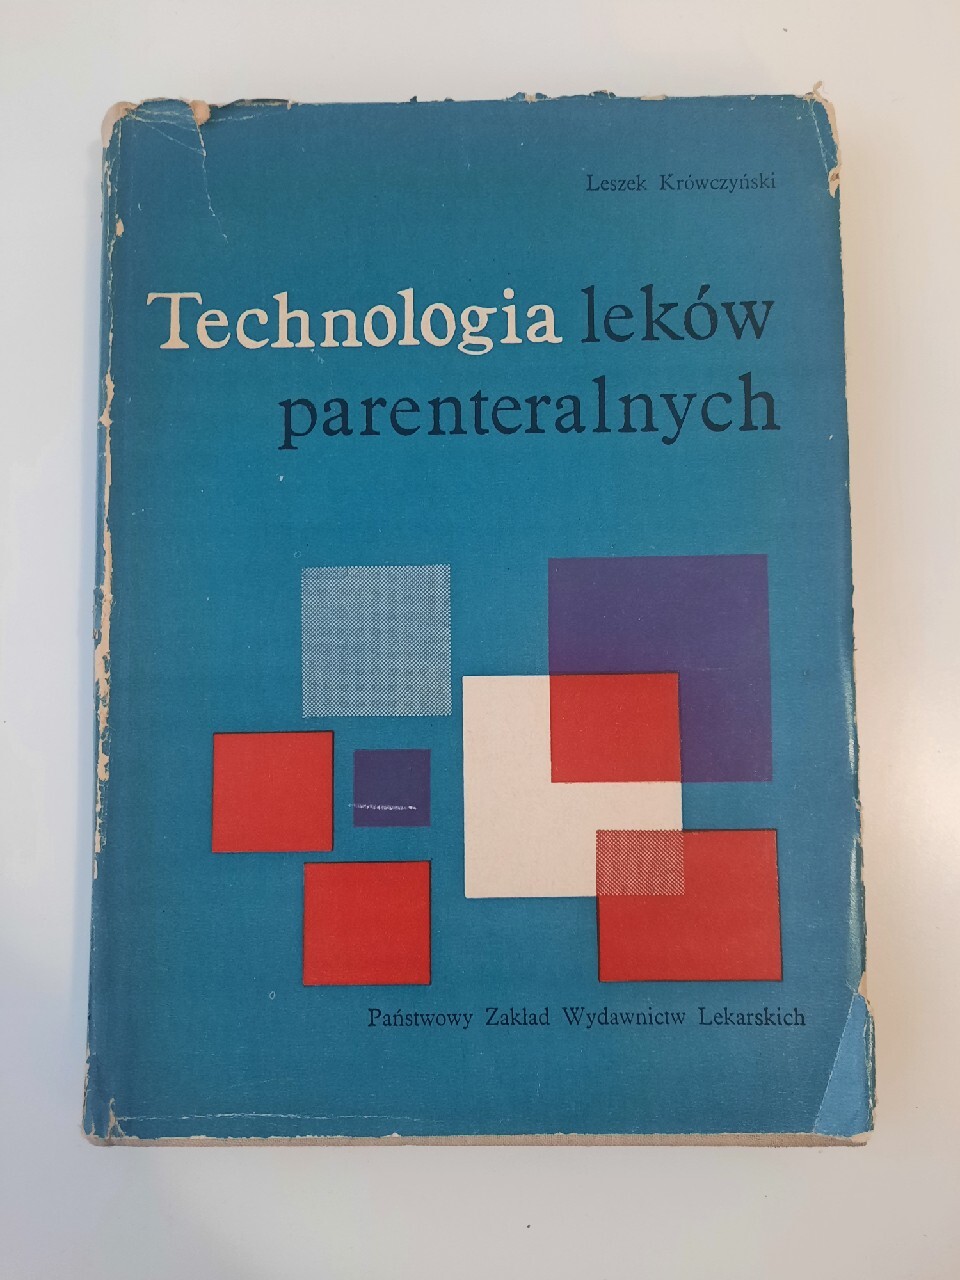 Leszek Krówczyński
Technologia leków
parenteralnych
Państwowy Zakład Wydawnictw Lekarskich